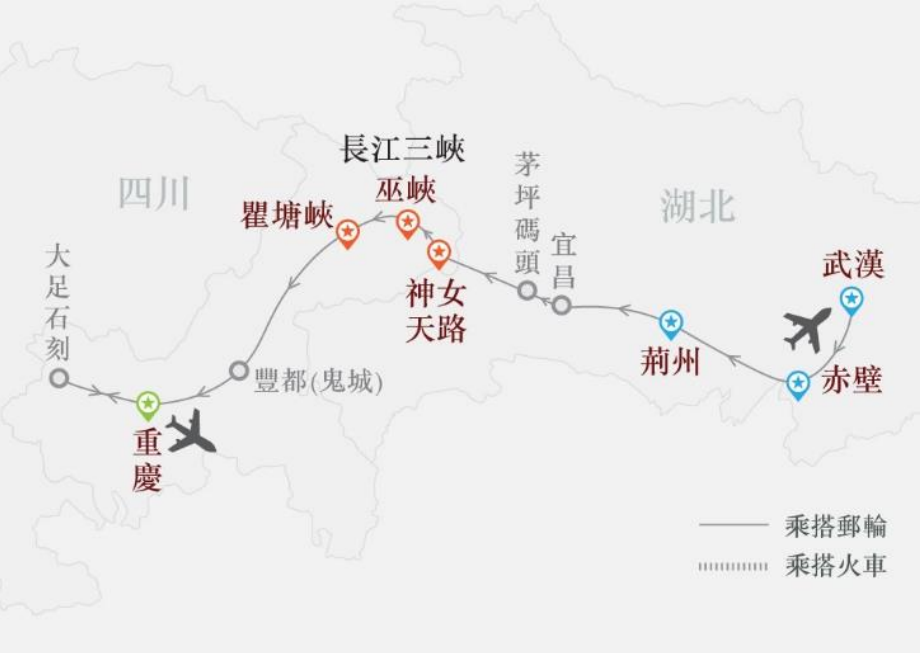 長江三峽
四川
巫峽
瞿塘峽
茅坪碼頭
宜昌
湖北
武漢
大足石刻
神女
天路
荊州
赤壁
豐都(鬼城)
重慶
乘搭郵輪
乘搭火車